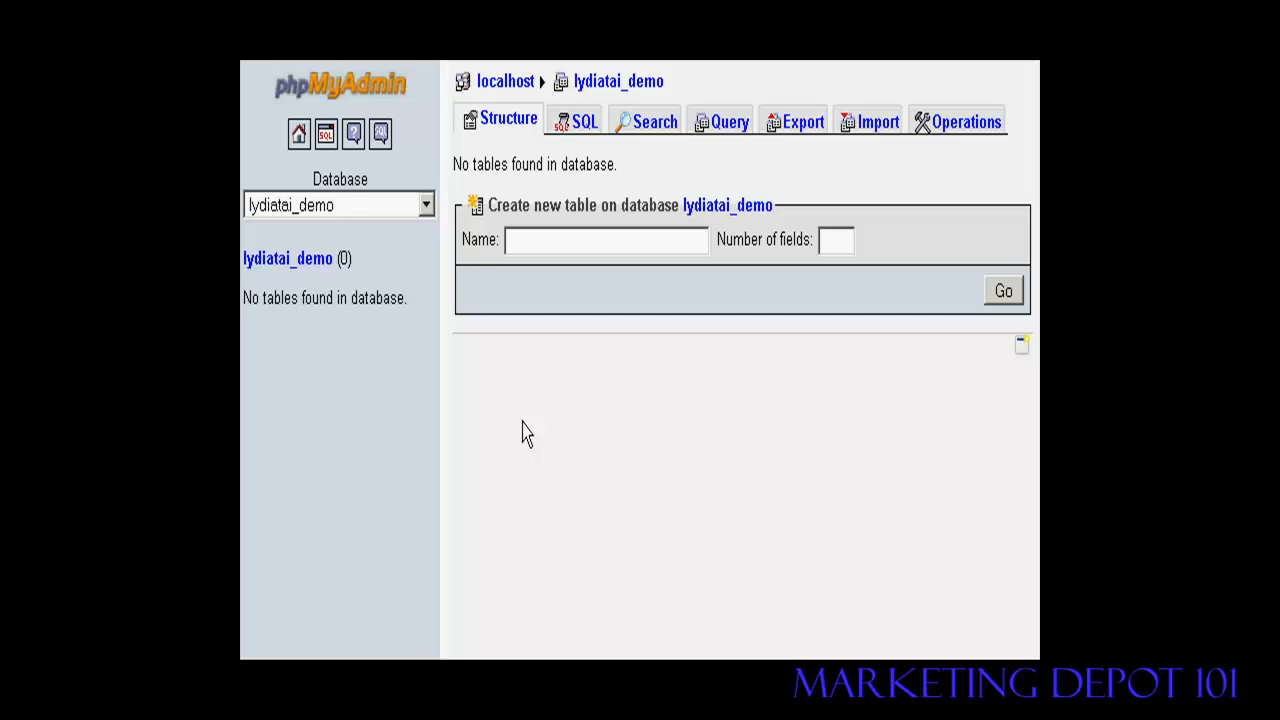 phpMyAdmin
SQL
Database
lydiatai_demo
lydiatai_demo (0)
No tables found in database.
localhost lydiatai_demo
Structure SQL Search Query Export Import Operations
No tables found in database.
Create new table on database lydiatai_demo
Name: Number of fields:
Go
MARKETING DEPOT 101